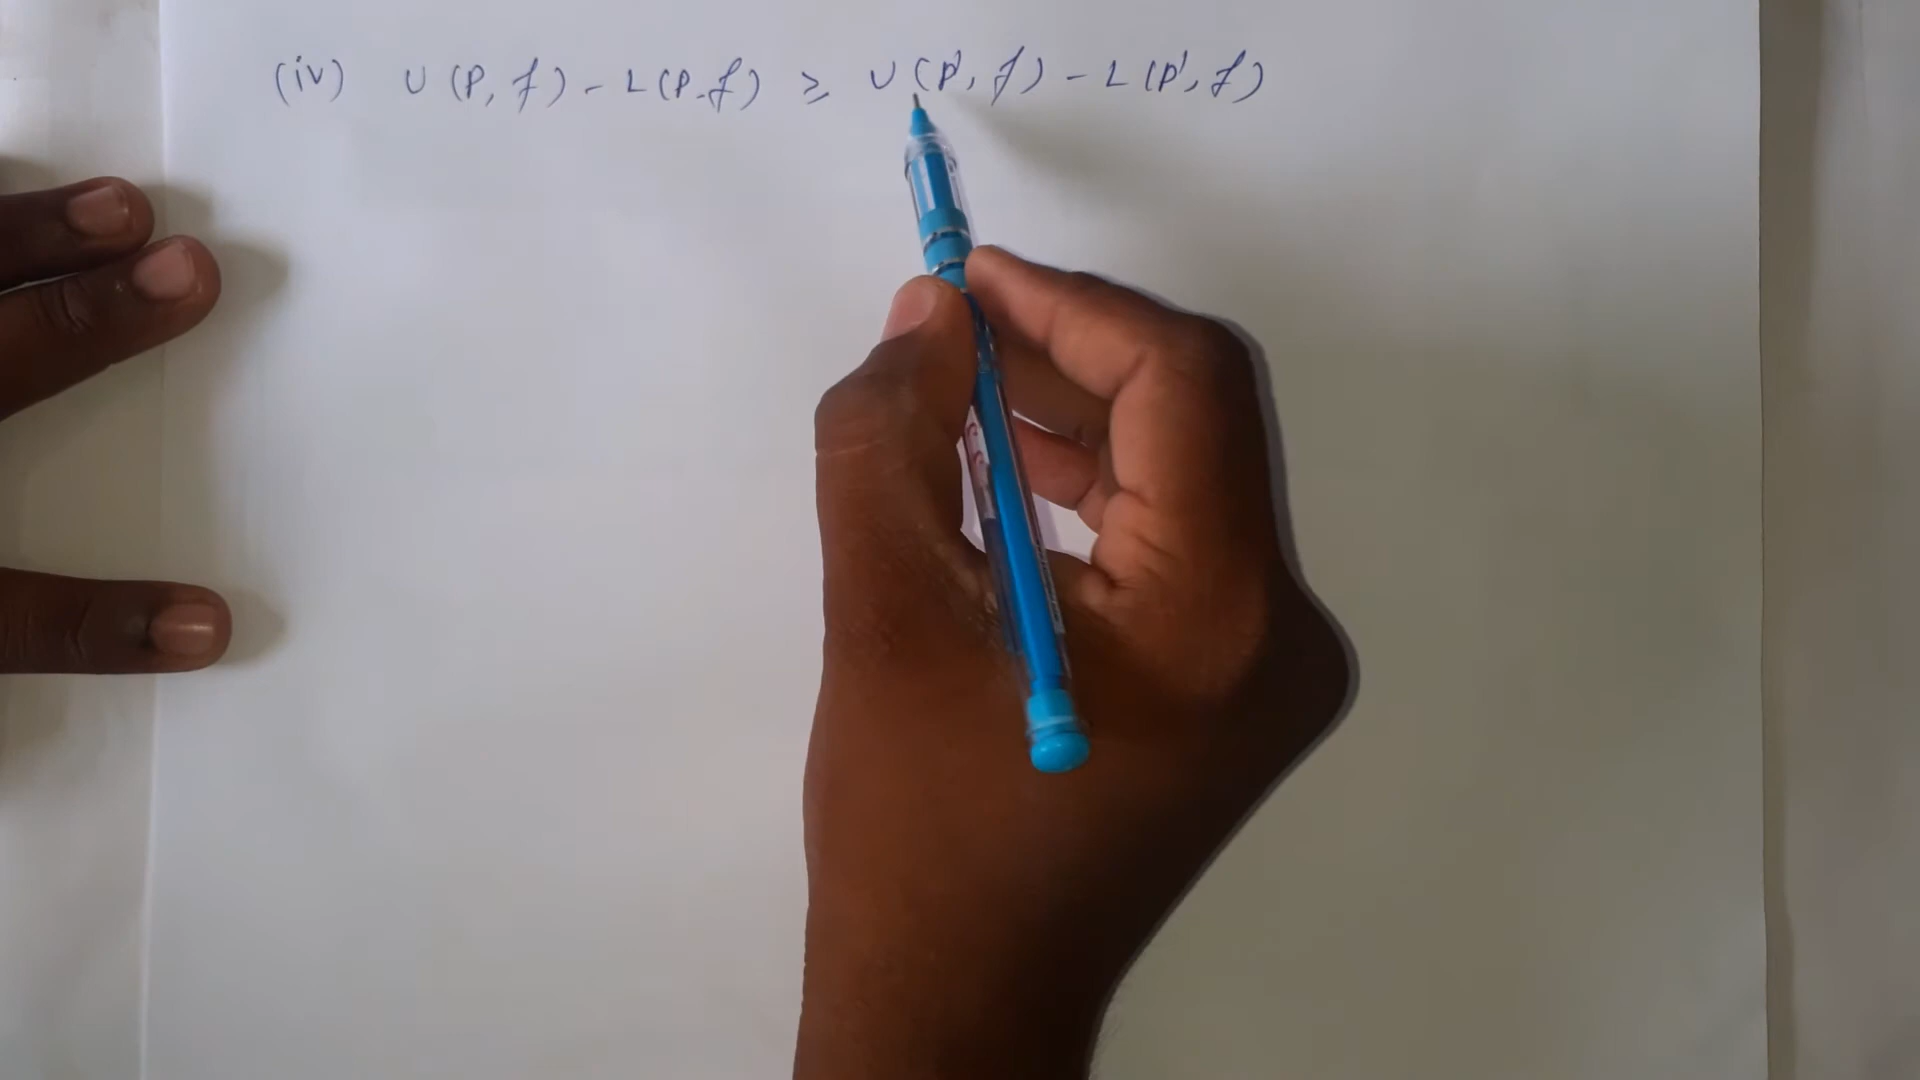 (iv) U (P, f) - L (P, f) ≥ U (P', f) - L (P', f)